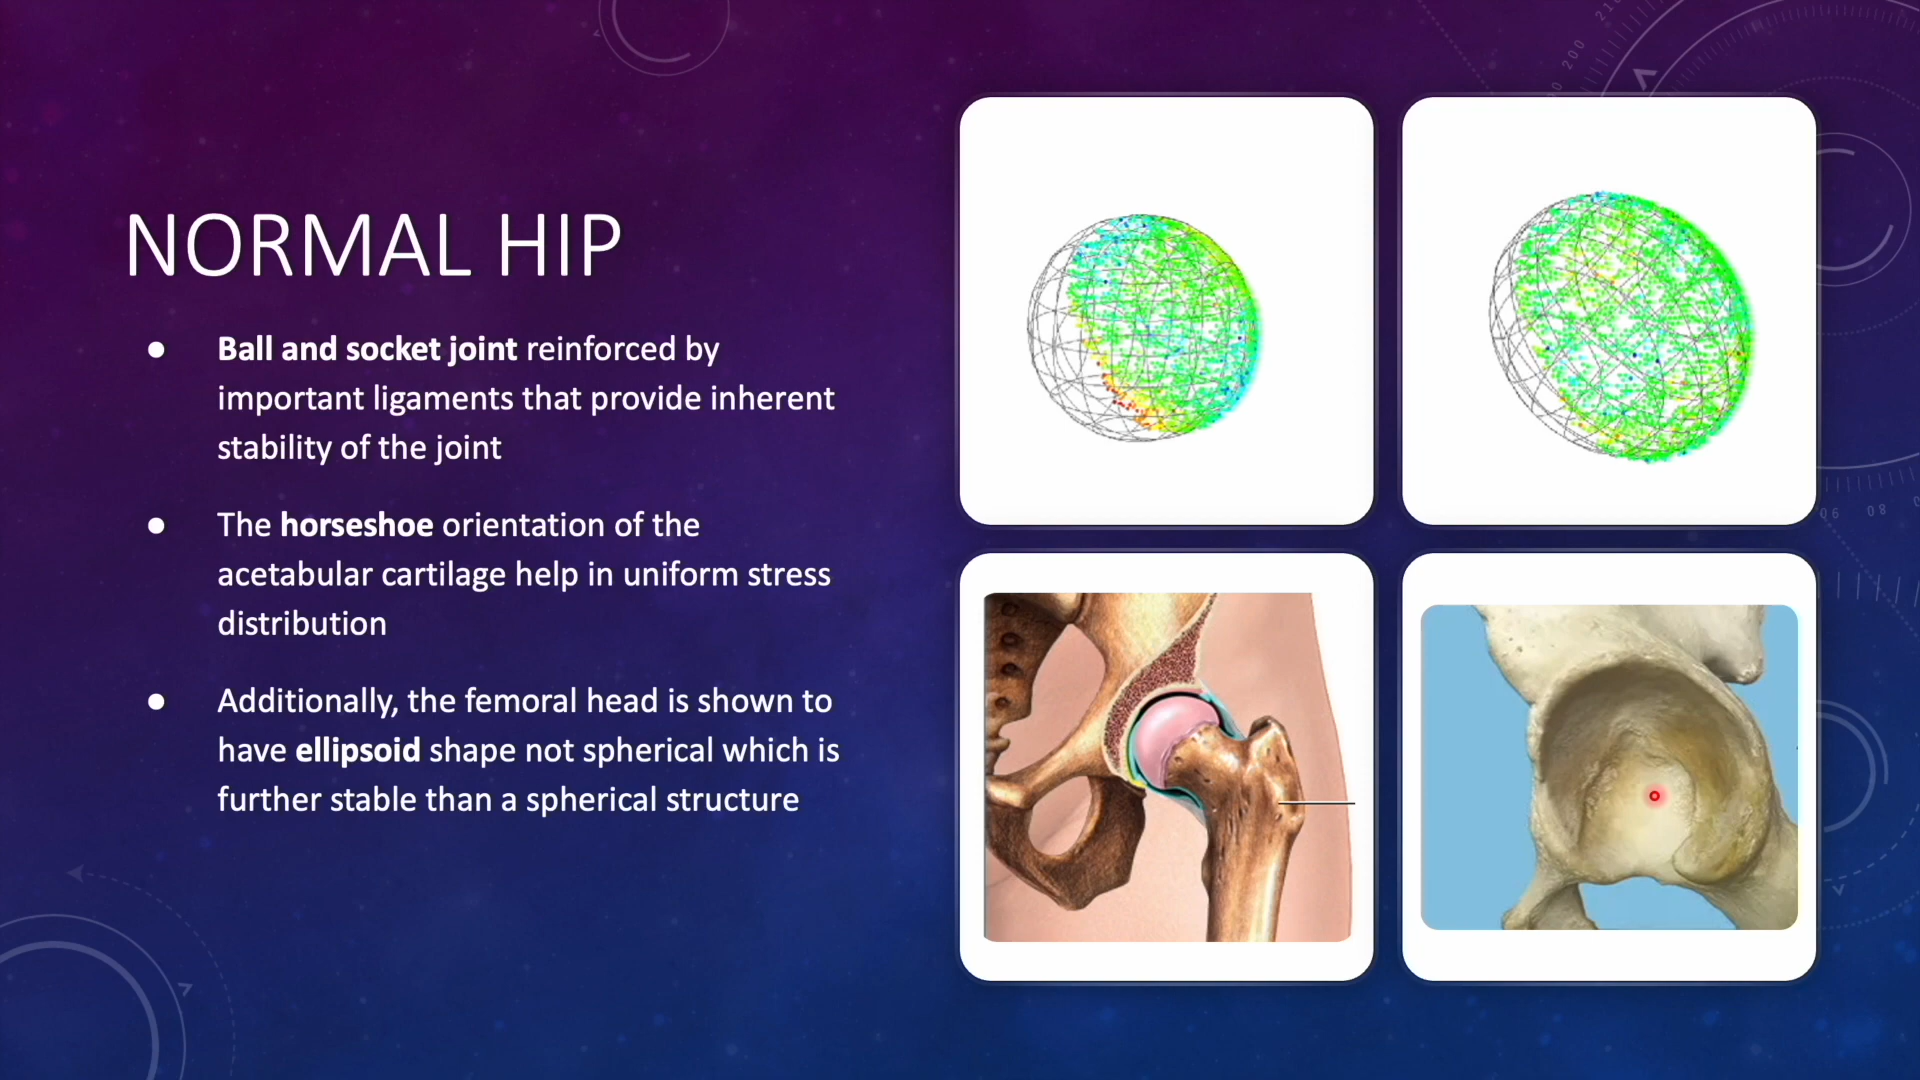 NORMAL HIP
● Ball and socket joint reinforced by
important ligaments that provide inherent
stability of the joint
● The horseshoe orientation of the
acetabular cartilage help in uniform stress
distribution
● Additionally, the femoral head is shown to
have ellipsoid shape not spherical which is
further stable than a spherical structure
200
80